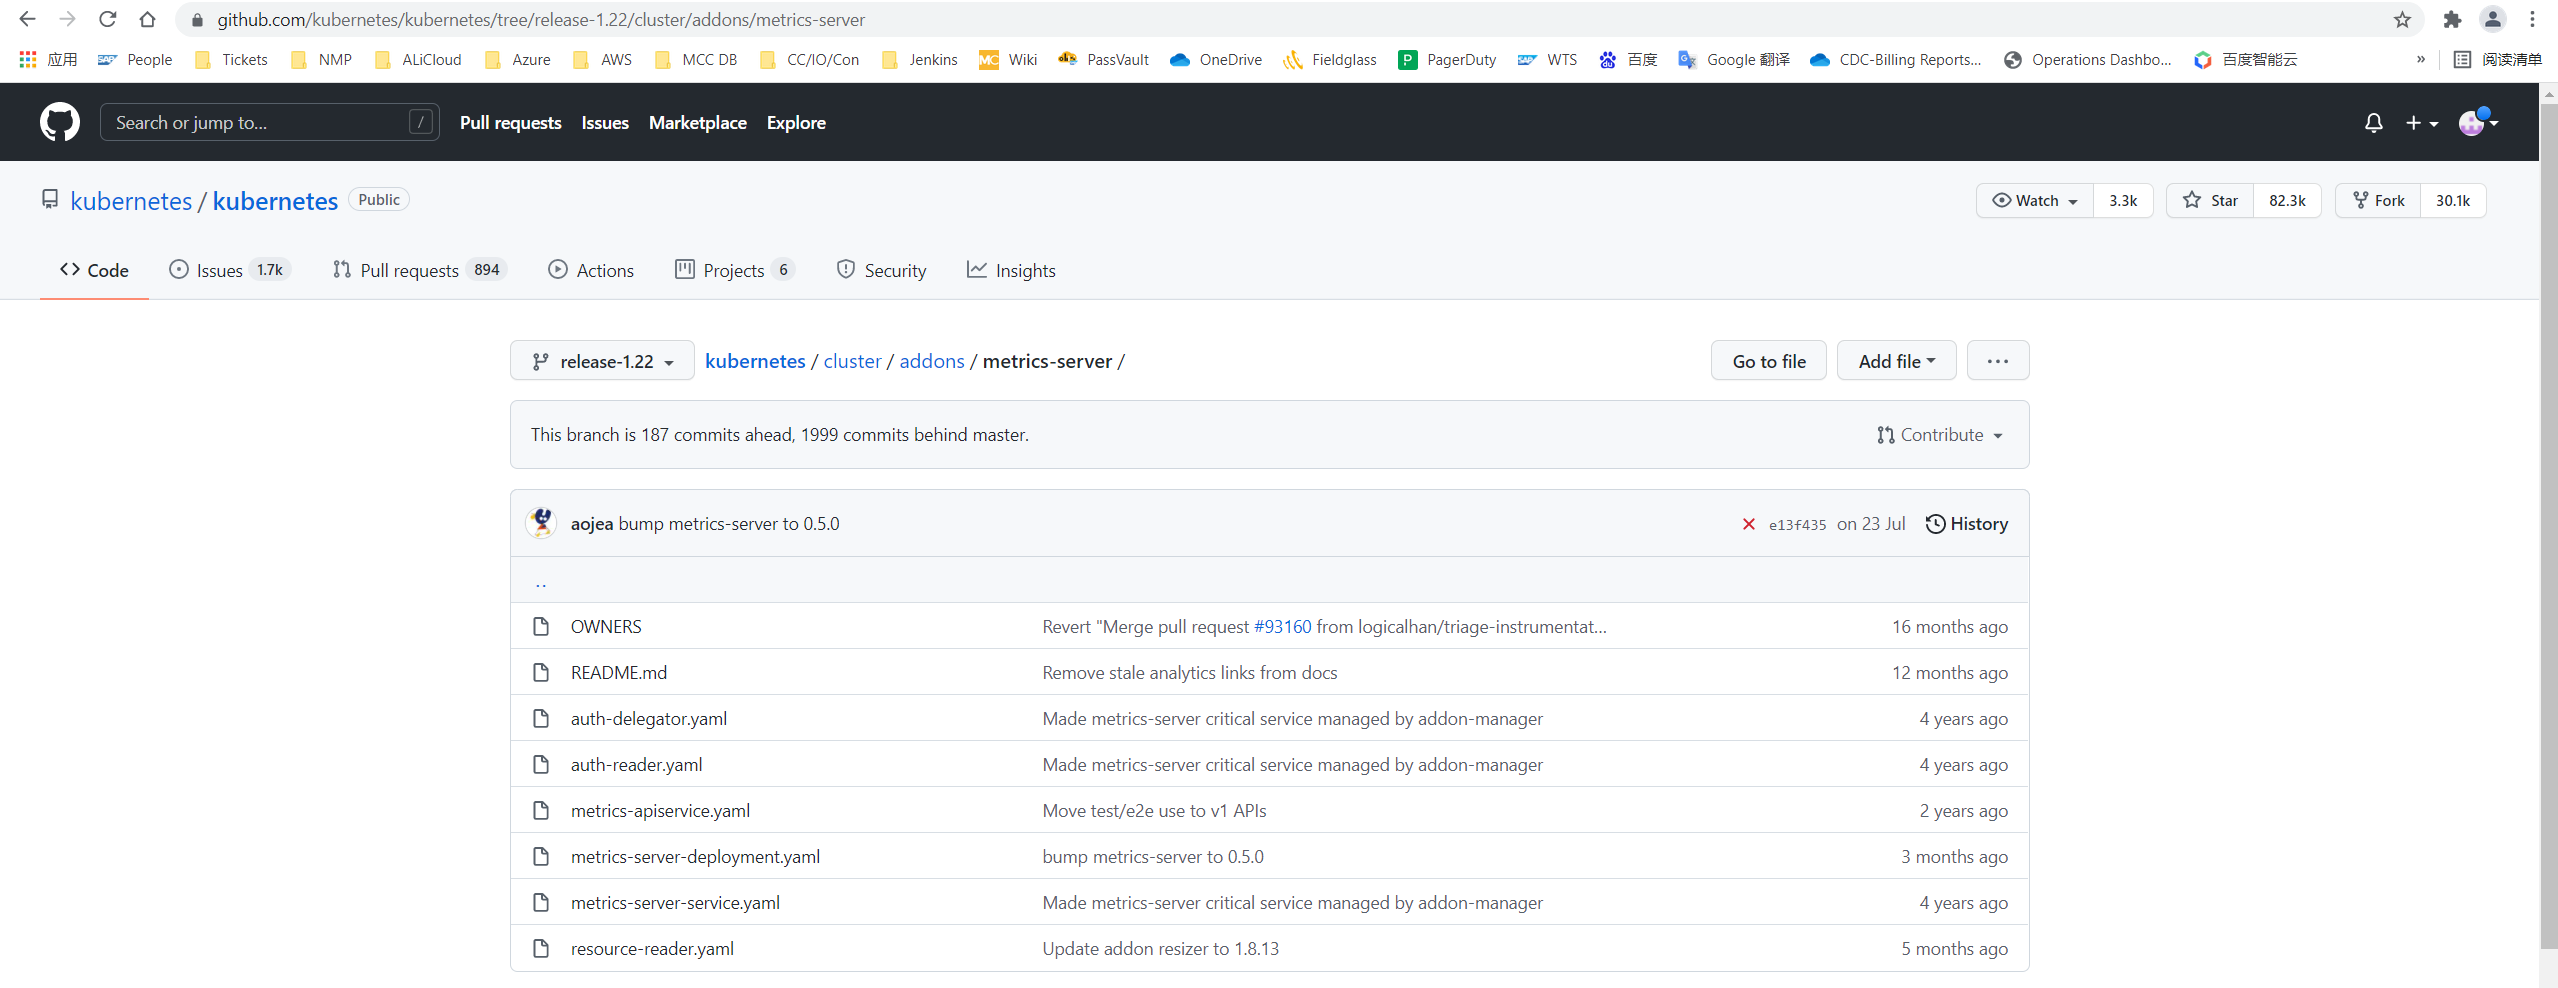 github.com/kubernetes/kubernetes/tree/release-1.22/cluster/addons/metrics-server
应用 People Tickets NMP ALiCloud Azure AWS MCC DB CC/IO/Con Jenkins MC Wiki PassVault OneDrive Fieldglass P PagerDuty WTS 百度 Google 翻译 CDC-Billing Reports... Operations Dashbo... 百度智能云 » 阅读清单
Search or jump to... / Pull requests Issues Marketplace Explore
kubernetes / kubernetes Public Watch 3.3k Star 82.3k Fork 30.1k
Code Issues 1.7k Pull requests 894 Actions Projects 6 Security Insights
release-1.22 kubernetes / cluster / addons / metrics-server / Go to file Add file ...
This branch is 187 commits ahead, 1999 commits behind master. Contribute
aojea bump metrics-server to 0.5.0 e13f435 on 23 Jul History
..
OWNERS Revert "Merge pull request #93160 from logicalhan/triage-instrumentat... 16 months ago
README.md Remove stale analytics links from docs 12 months ago
auth-delegator.yaml Made metrics-server critical service managed by addon-manager 4 years ago
auth-reader.yaml Made metrics-server critical service managed by addon-manager 4 years ago
metrics-apiservice.yaml Move test/e2e use to v1 APIs 2 years ago
metrics-server-deployment.yaml bump metrics-server to 0.5.0 3 months ago
metrics-server-service.yaml Made metrics-server critical service managed by addon-manager 4 years ago
resource-reader.yaml Update addon resizer to 1.8.13 5 months ago